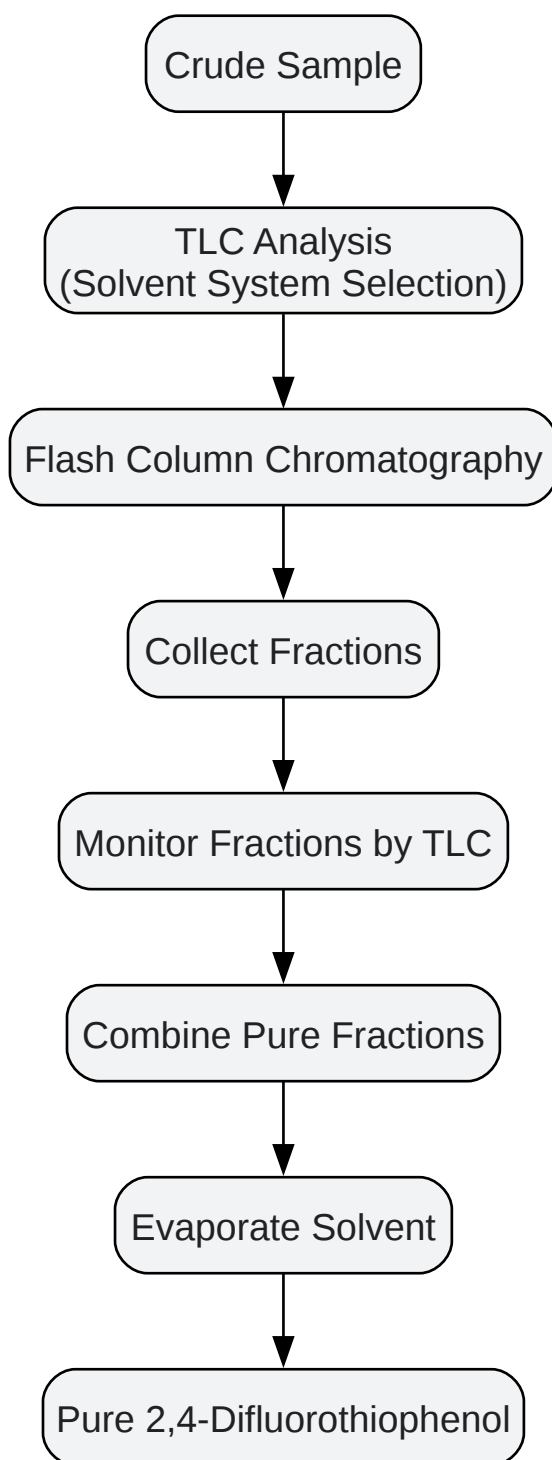 Crude Sample
TLC Analysis
(Solvent System Selection)
Flash Column Chromatography
Collect Fractions
Monitor Fractions by TLC
Combine Pure Fractions
Evaporate Solvent
Pure 2,4-Difluorothiophenol